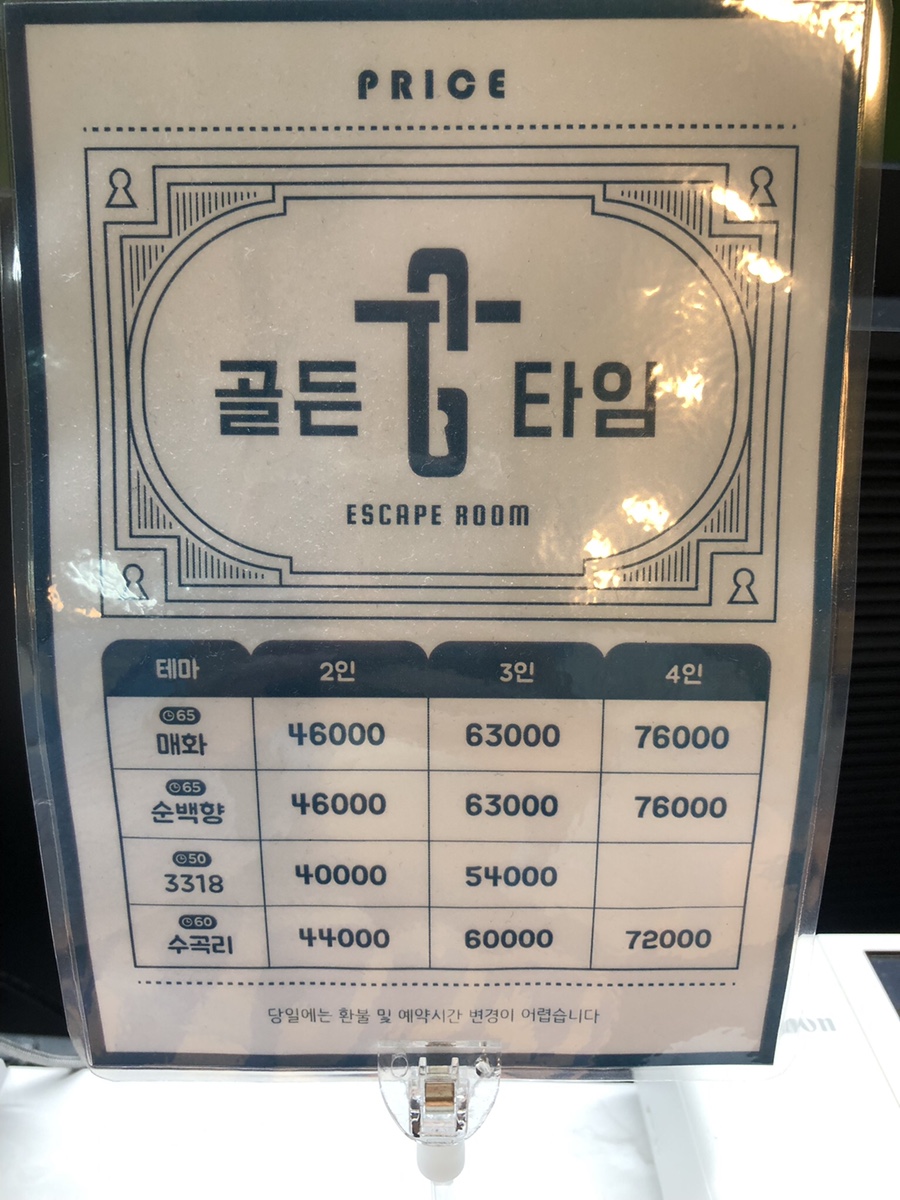 PRICE
골든 타임
ESCAPE ROOM
테마 2인 3인 4인
65
매화 46000 63000 76000
65
순백향 46000 63000 76000
50
3318 40000 54000
60
수곡리 44000 60000 72000
당일에는 환불 및 예약시간 변경이 어렵습니다